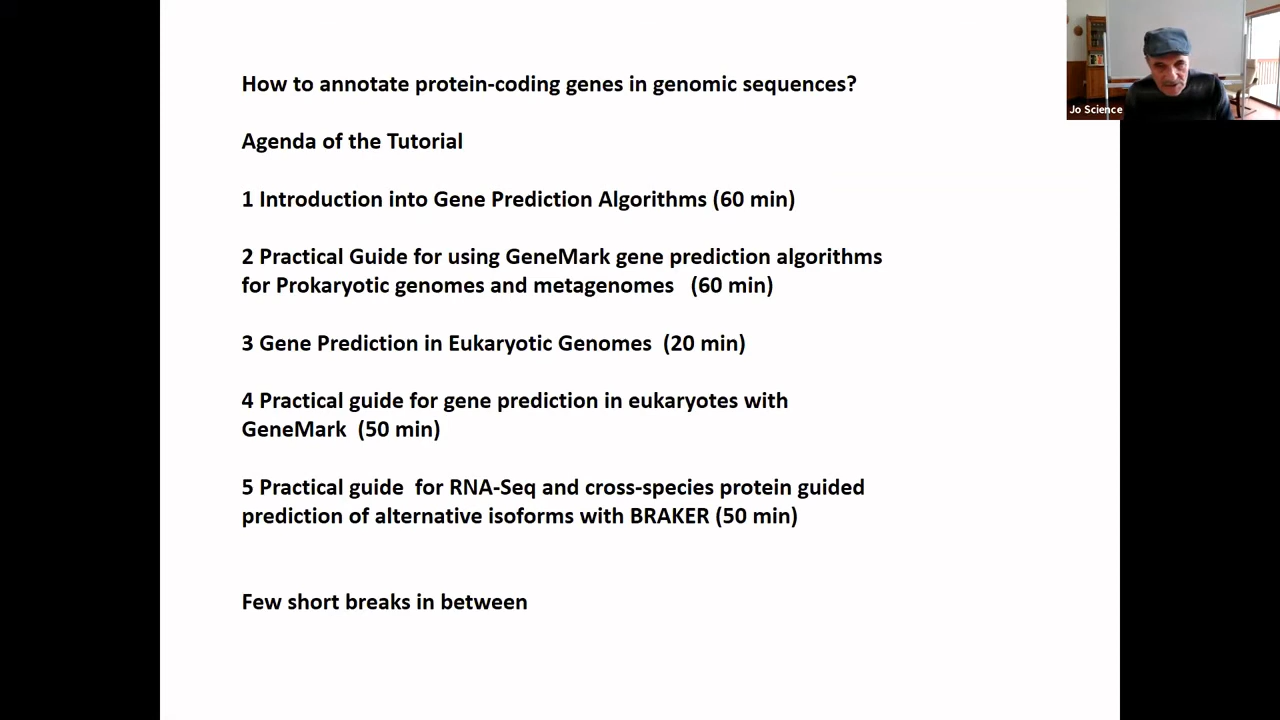 How to annotate protein-coding genes in genomic sequences?
Agenda of the Tutorial
1 Introduction into Gene Prediction Algorithms (60 min)
2 Practical Guide for using GeneMark gene prediction algorithms
for Prokaryotic genomes and metagenomes (60 min)
3 Gene Prediction in Eukaryotic Genomes (20 min)
4 Practical guide for gene prediction in eukaryotes with
GeneMark (50 min)
5 Practical guide for RNA-Seq and cross-species protein guided
prediction of alternative isoforms with BRAKER (50 min)
Few short breaks in between
Jo Science